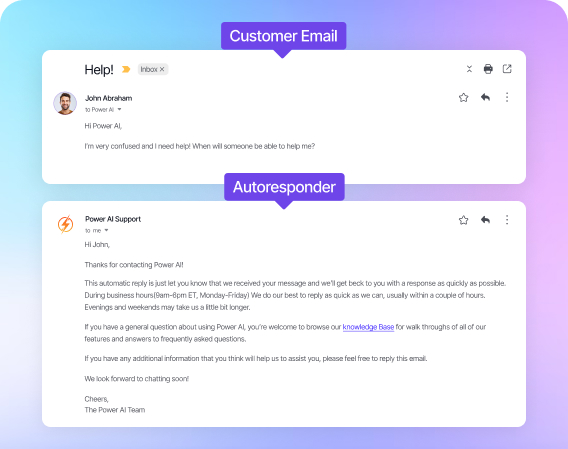 Customer Email
Help!
Inbox ×
John Abraham
to Power AI
Hi Power AI,
I'm very confused and I need help! When will someone be able to help me?
Autoresponder
Power AI Support
to me
Hi John,
Thanks for contacting Power AI!
This automatic reply is just let you know that we received your message and we'll get beck to you with a response as quickly as possible.
During business hours(9am-6pm ET, Monday-Friday) We do our best to reply as quick as we can, usually within a couple of hours.
Evenings and weekends may take us a little bit longer.
If you have a general question about using Power AI, you're welcome to browse our knowledge Base for walk throughs of all of our
features and answers to frequently asked questions.
If you have any additional information that you think will help us to assist you, please feel free to reply this email.
We look forward to chatting soon!
Cheers,
The Power AI Team